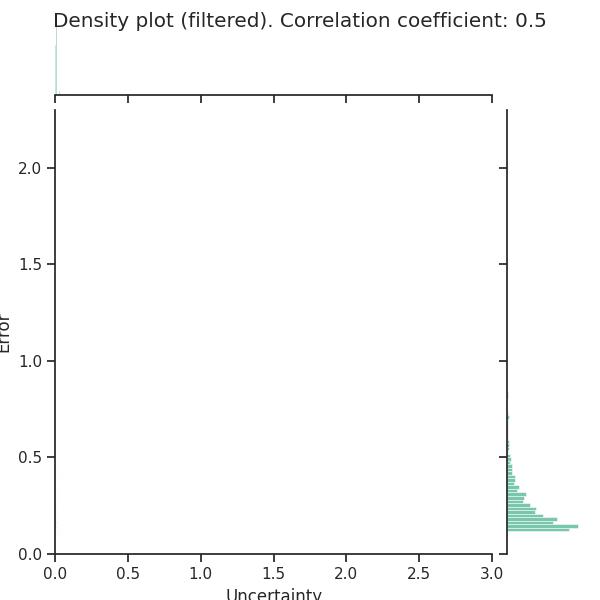 Density plot (filtered). Correlation coefficient: 0.5
2.0
1.5
1.0
0.5
0.0
Error
0.0 0.5 1.0 1.5 2.0 2.5 3.0
Uncertainty